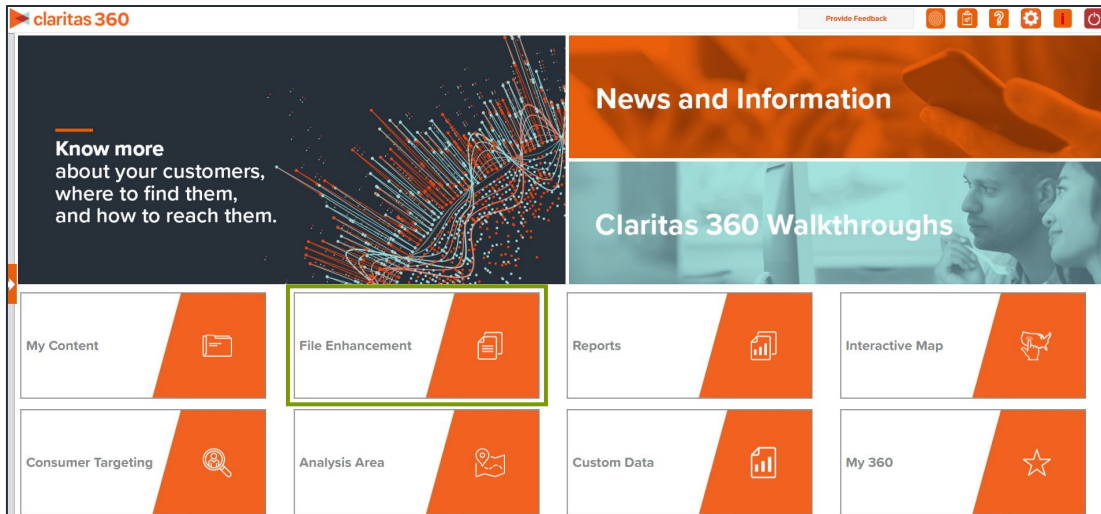 claritas 360
Provide Feedback
Know more
about your customers,
where to find them,
and how to reach them.
News and Information
Claritas 360 Walkthroughs
My Content
File Enhancement
Reports
Interactive Map
Consumer Targeting
Analysis Area
Custom Data
My 360